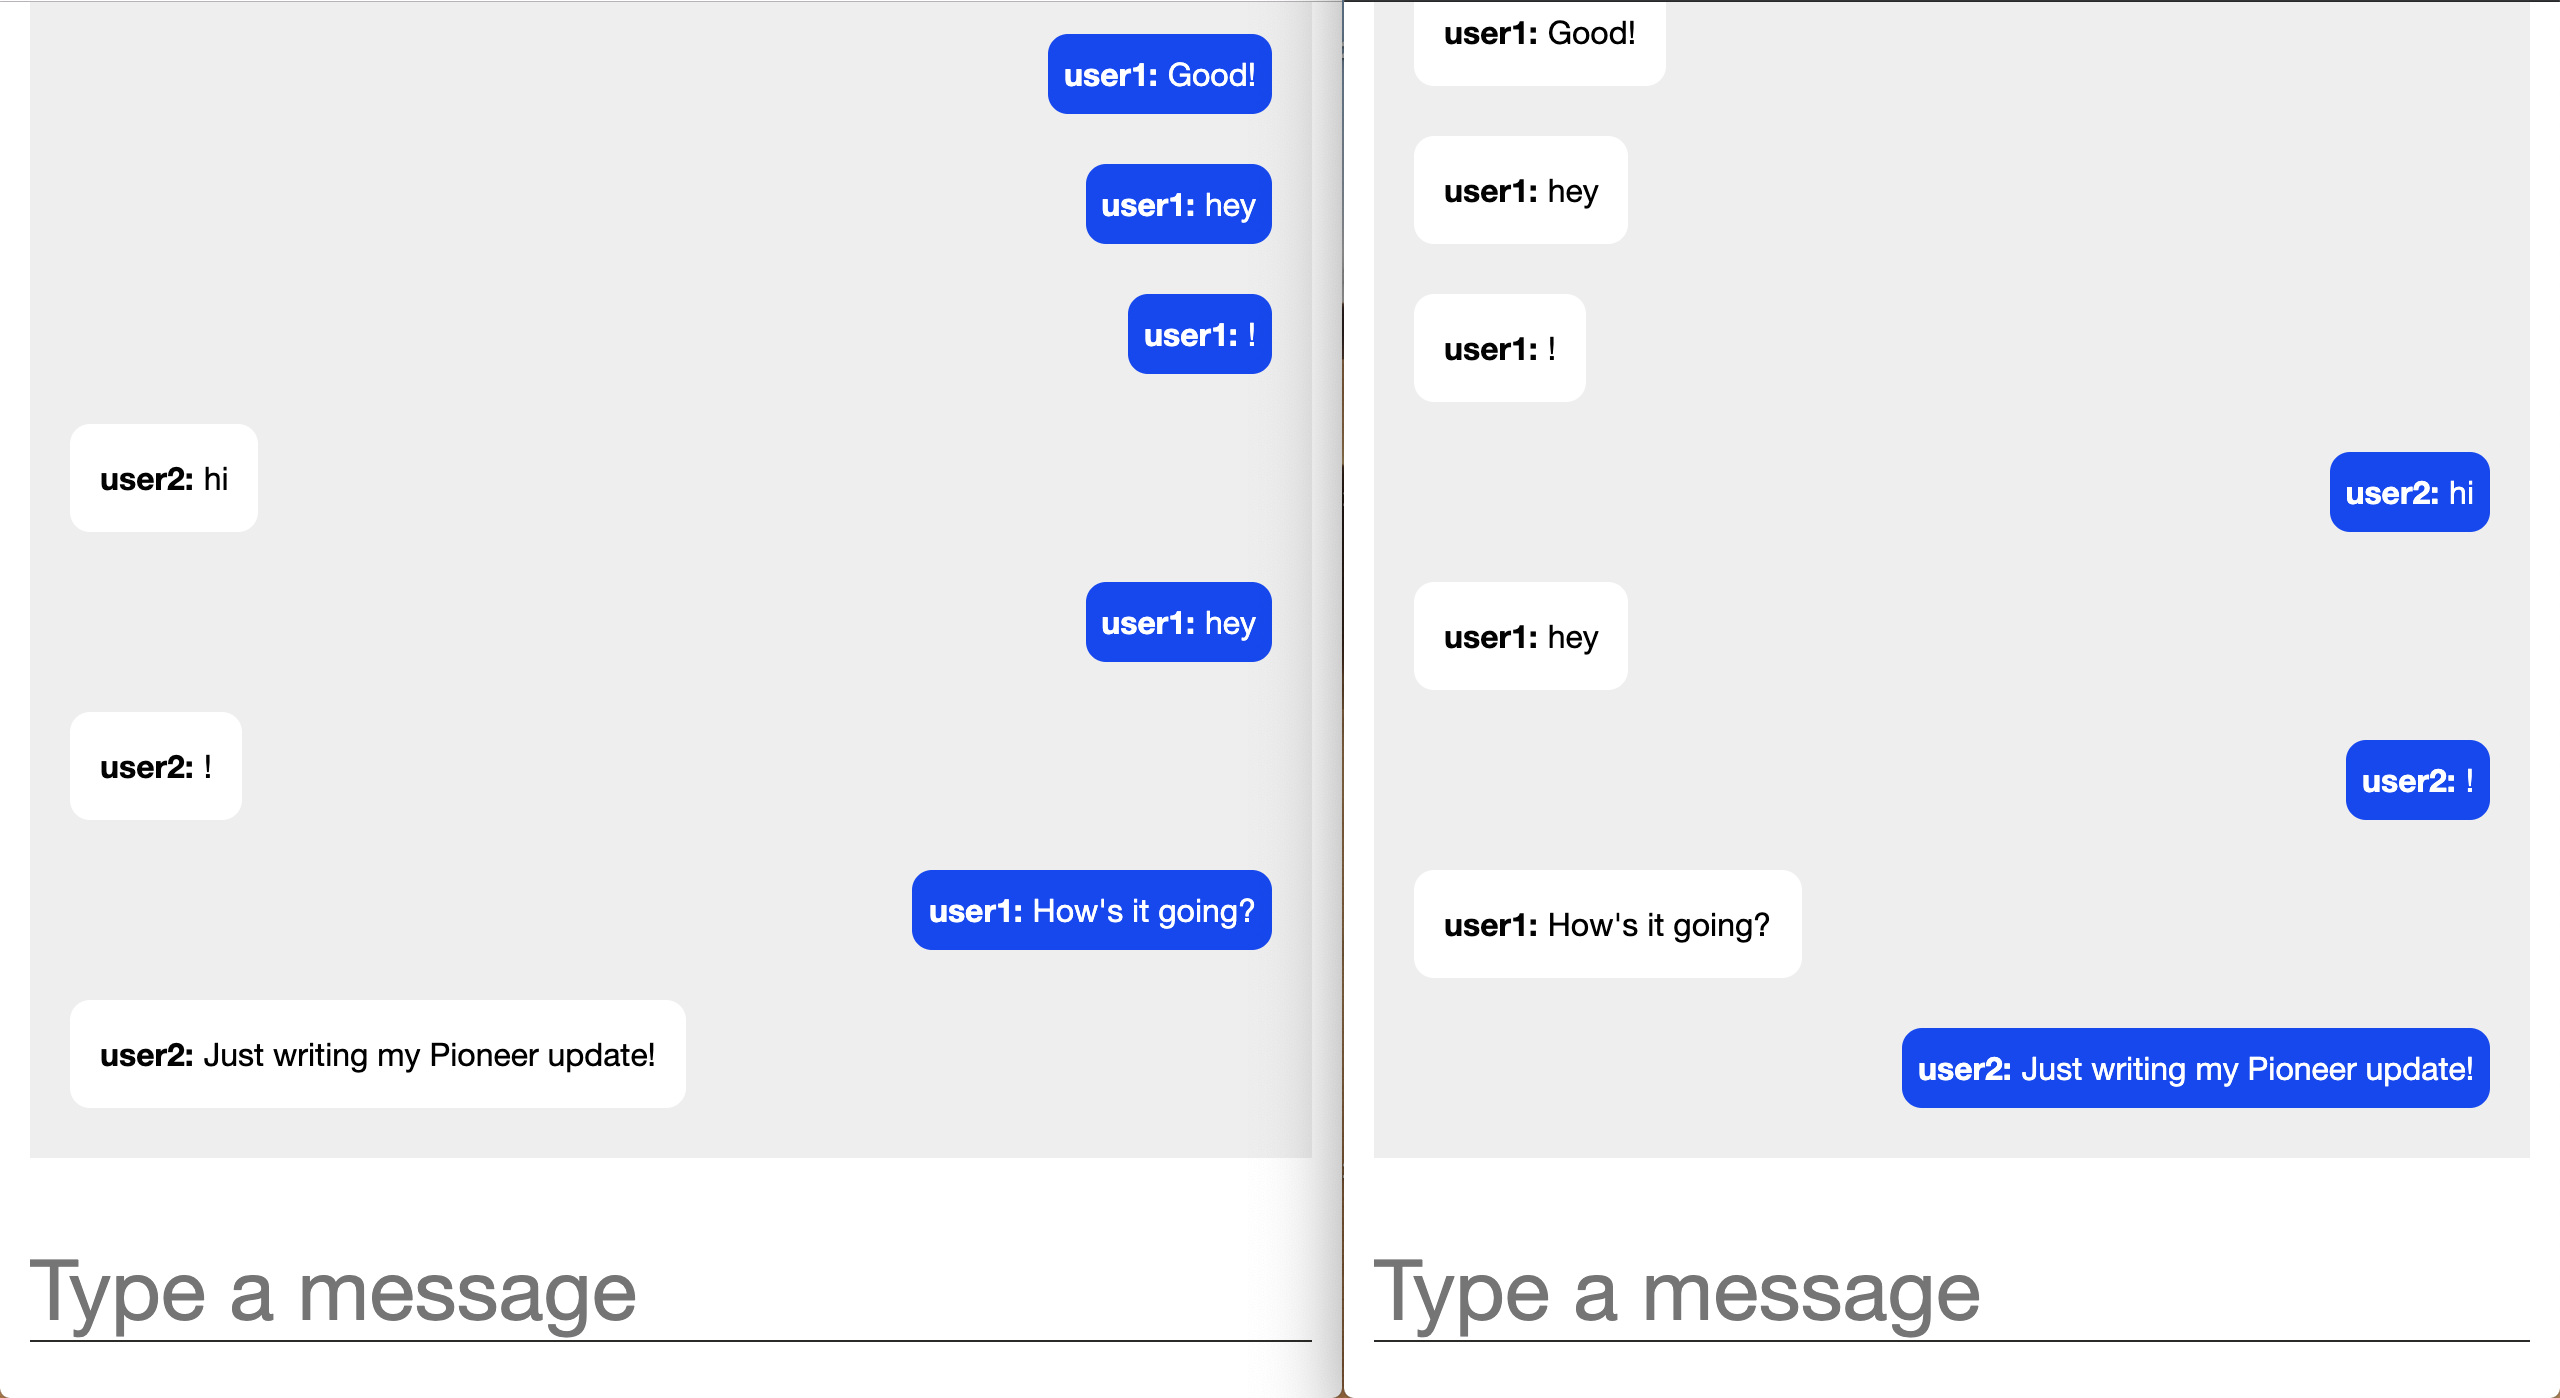 user1: Good!
user1: hey
user1: !
user2: hi
user1: hey
user2: !
user1: How's it going?
user2: Just writing my Pioneer update!
Type a message
user1: Good!
user1: hey
user1: !
user2: hi
user1: hey
user2: !
user1: How's it going?
user2: Just writing my Pioneer update!
Type a message